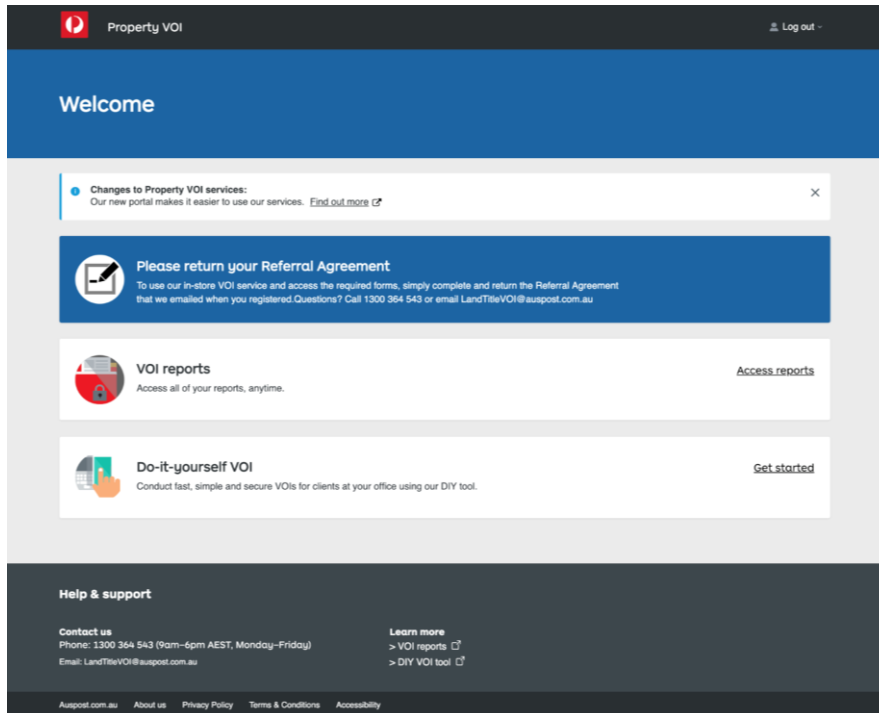 Property VOI
Log out
Welcome
Changes to Property VOI services:
Our new portal makes it easier to use our services. Find out more
Please return your Referral Agreement
To use our in-store VOI service and access the required forms, simply complete and return the Referral Agreement
that we emailed when you registered.Questions? Call 1300 364 543 or email LandTitleVOI@auspost.com.au
VOI reports
Access all of your reports, anytime.
Access reports
Do-it-yourself VOI
Conduct fast, simple and secure VOIs for clients at your office using our DIY tool.
Get started
Help & support
Contact us
Phone: 1300 364 543 (9am–6pm AEST, Monday–Friday)
Email: LandTitleVOI@auspost.com.au
Learn more
> VOI reports
> DIY VOI tool
Auspost.com.au About us Privacy Policy Terms & Conditions Accessibility